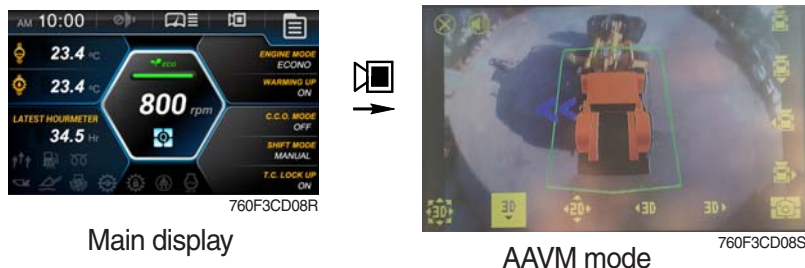 AM 10:00
23.4 ℃
eco
ENGINE MODE
ECONO
23.4 ℃
WARMING UP
ON
800 rpm
LATEST HOURMETER
34.5 Hr
C.C.O. MODE
OFF
SHIFT MODE
MANUAL
T.C. LOCK UP
ON
760F3CD08R
Main display
3D
3D
2D
3D
3D
760F3CD08S
AAVM mode